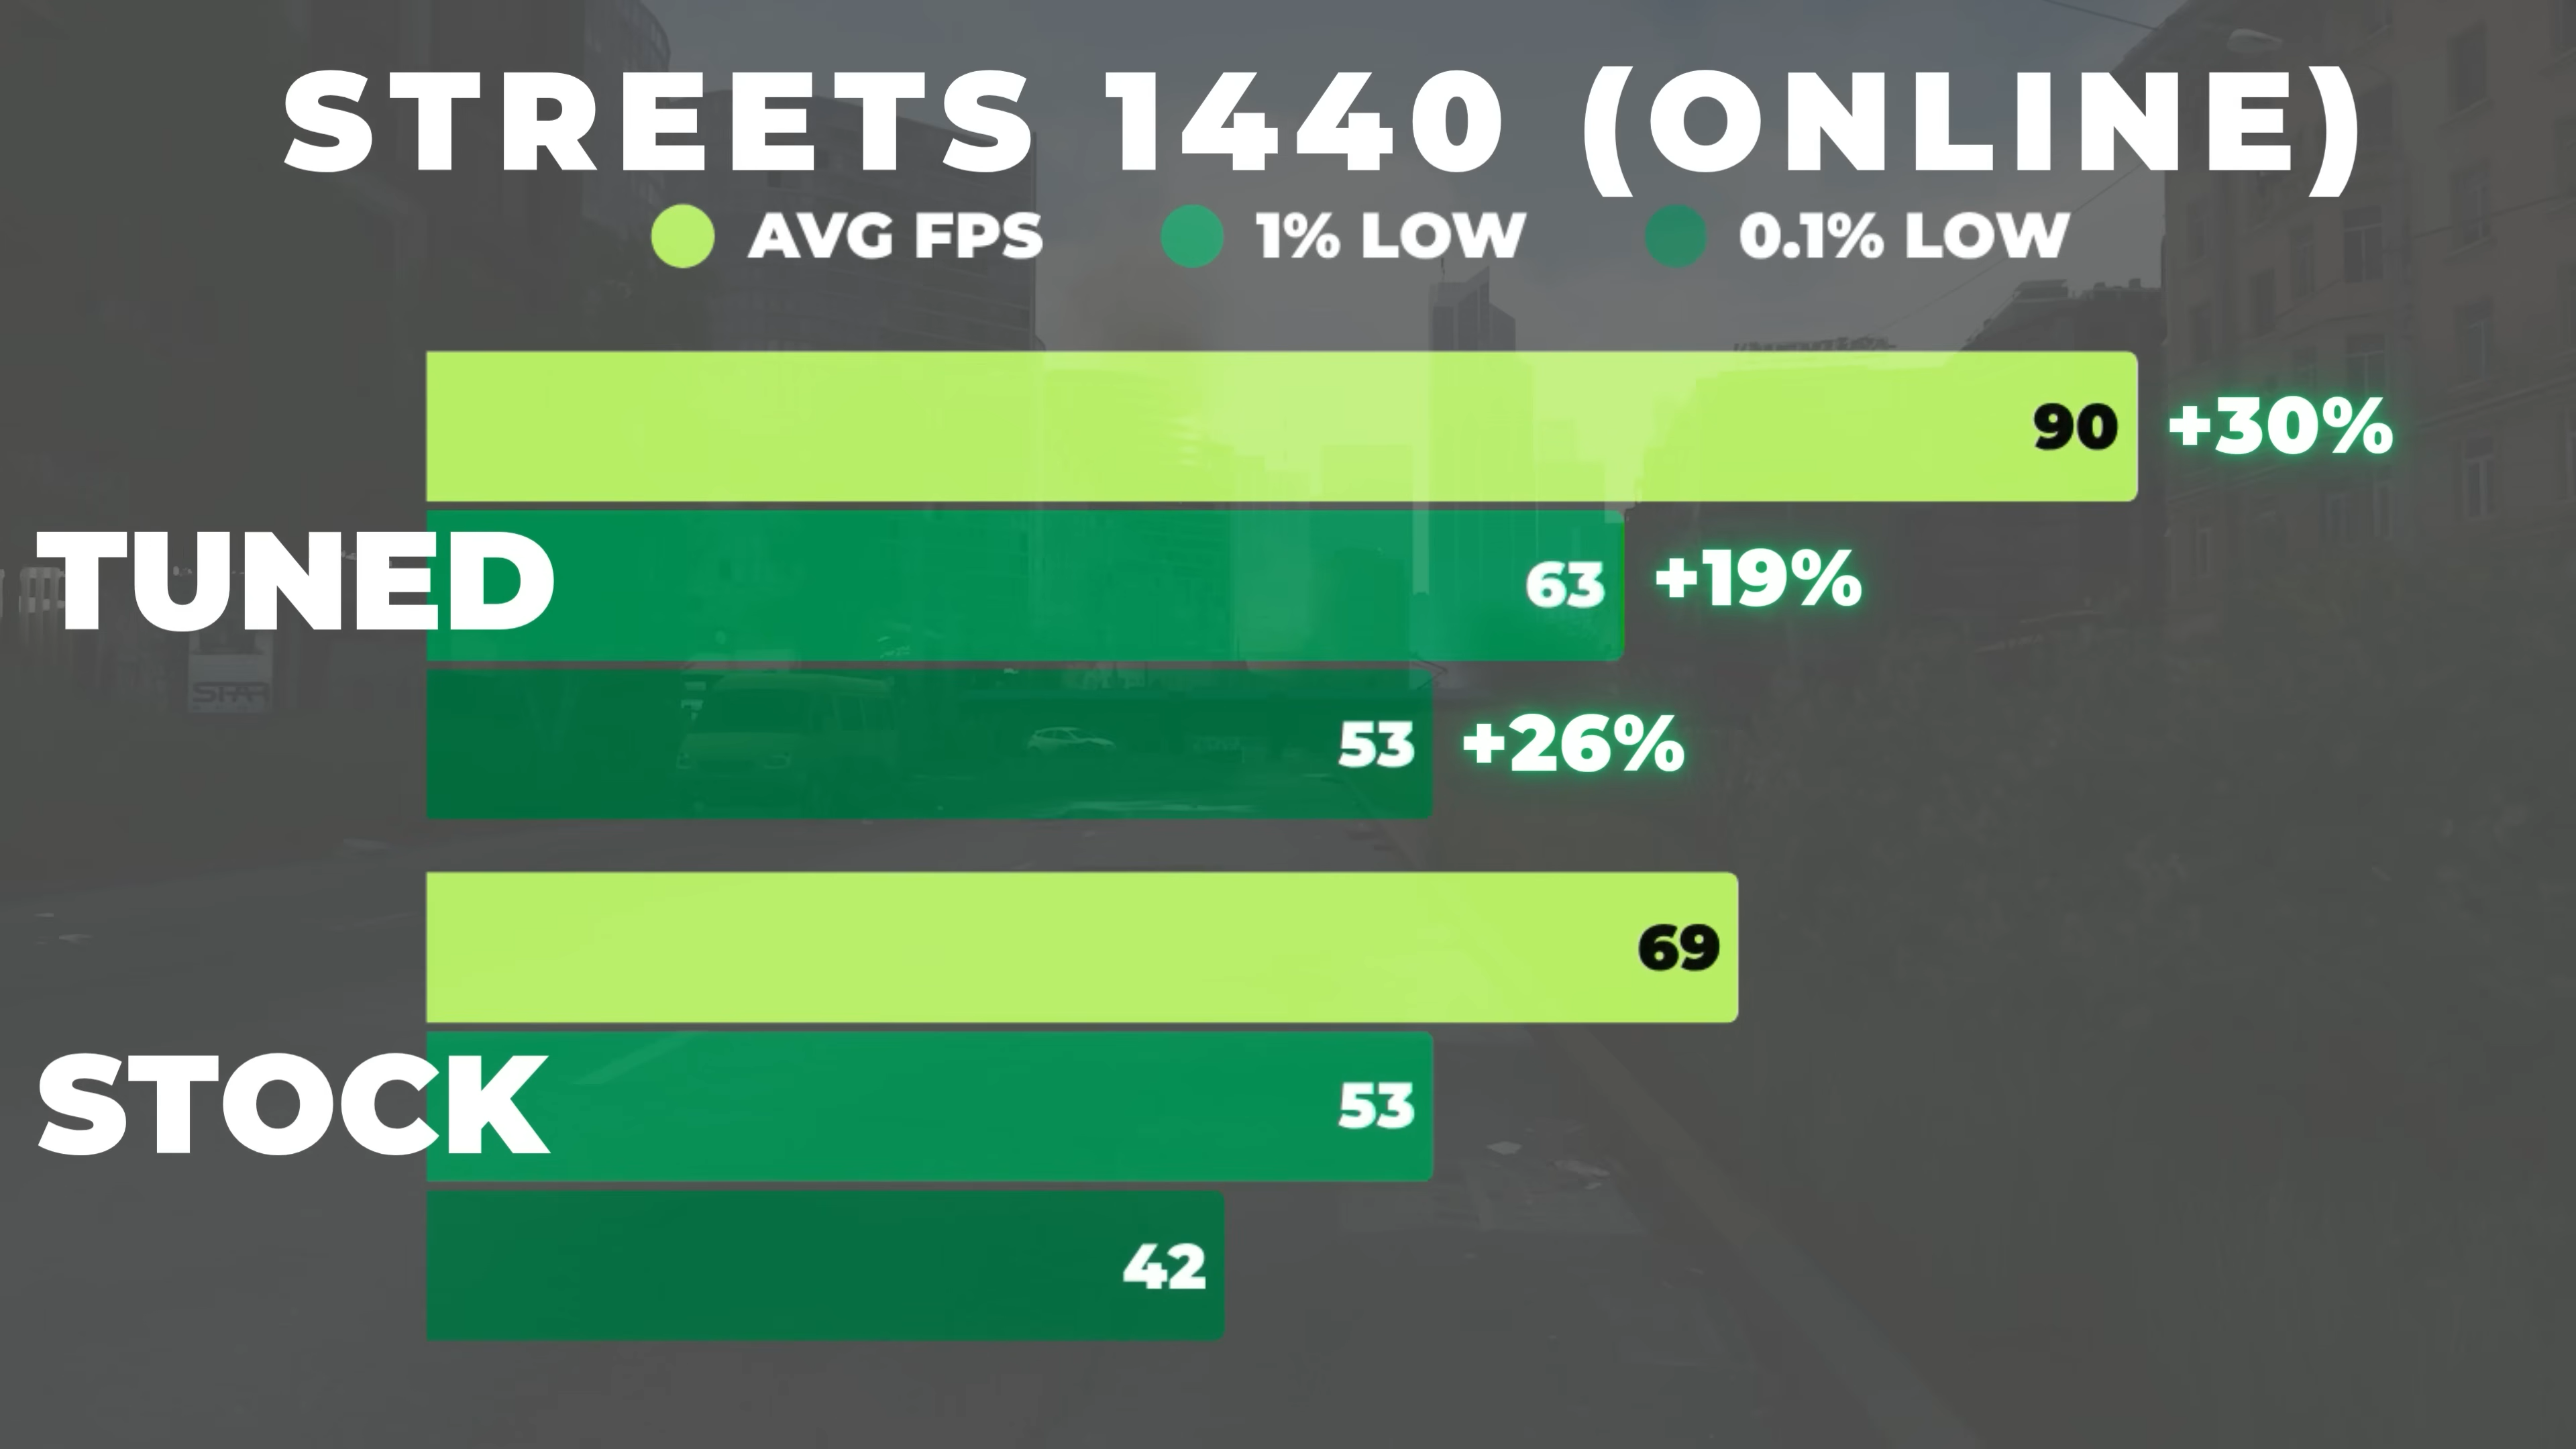 STREETS 1440 (ONLINE)
AVG FPS 1% LOW 0.1% LOW
90 +30%
TUNED 63 +19%
53 +26%
69
STOCK 53
42